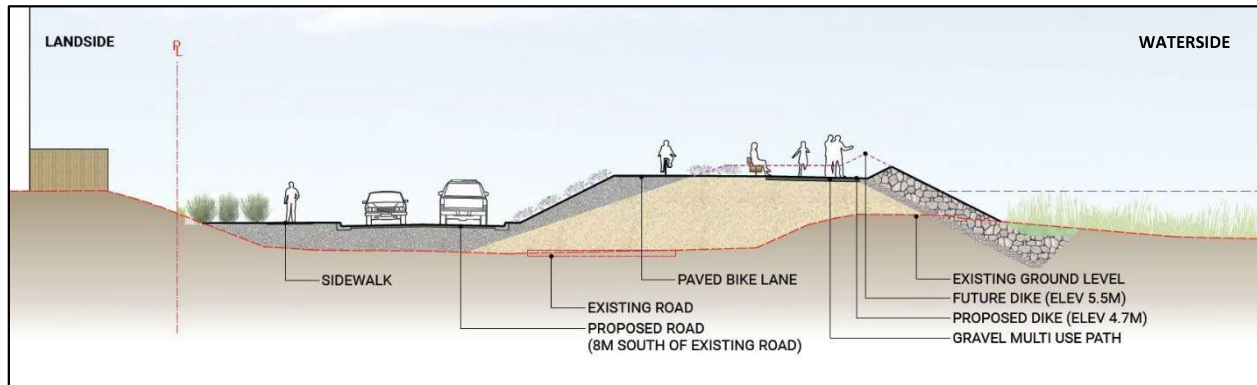 LANDSIDE
PL
WATERSIDE
SIDEWALK
EXISTING ROAD
PROPOSED ROAD
(8M SOUTH OF EXISTING ROAD)
PAVED BIKE LANE
EXISTING GROUND LEVEL
FUTURE DIKE (ELEV 5.5M)
PROPOSED DIKE (ELEV 4.7M)
GRAVEL MULTI USE PATH